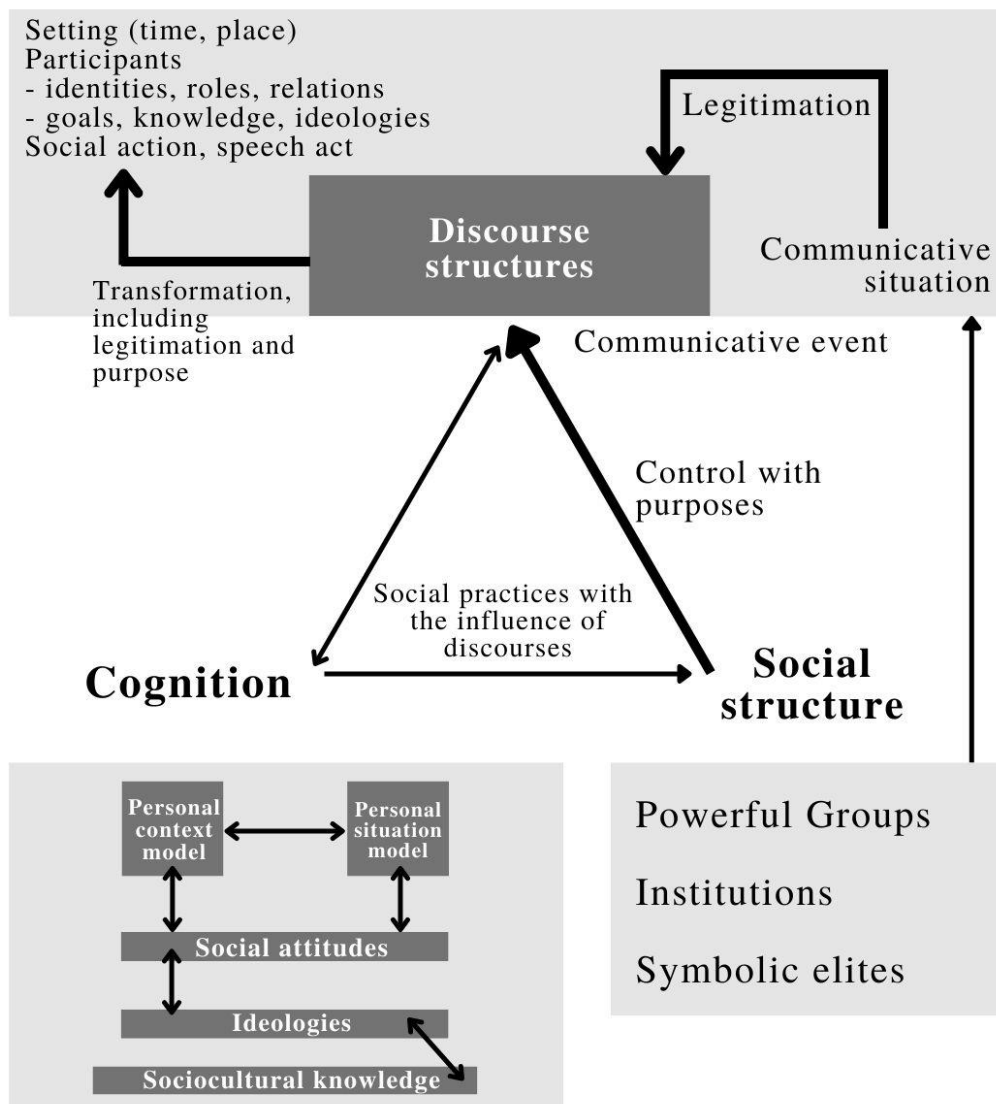 Setting (time, place)
Participants
- identities, roles, relations
- goals, knowledge, ideologies
Social action, speech act
Legitimation
Discourse
structures
Communicative
situation
Transformation,
including
legitimation and
purpose
Communicative event
Control with
purposes
Social practices with
the influence of
discourses
Cognition
Social
structure
Personal
context
model
Personal
situation
model
Social attitudes
Ideologies
Sociocultural knowledge
Powerful Groups
Institutions
Symbolic elites